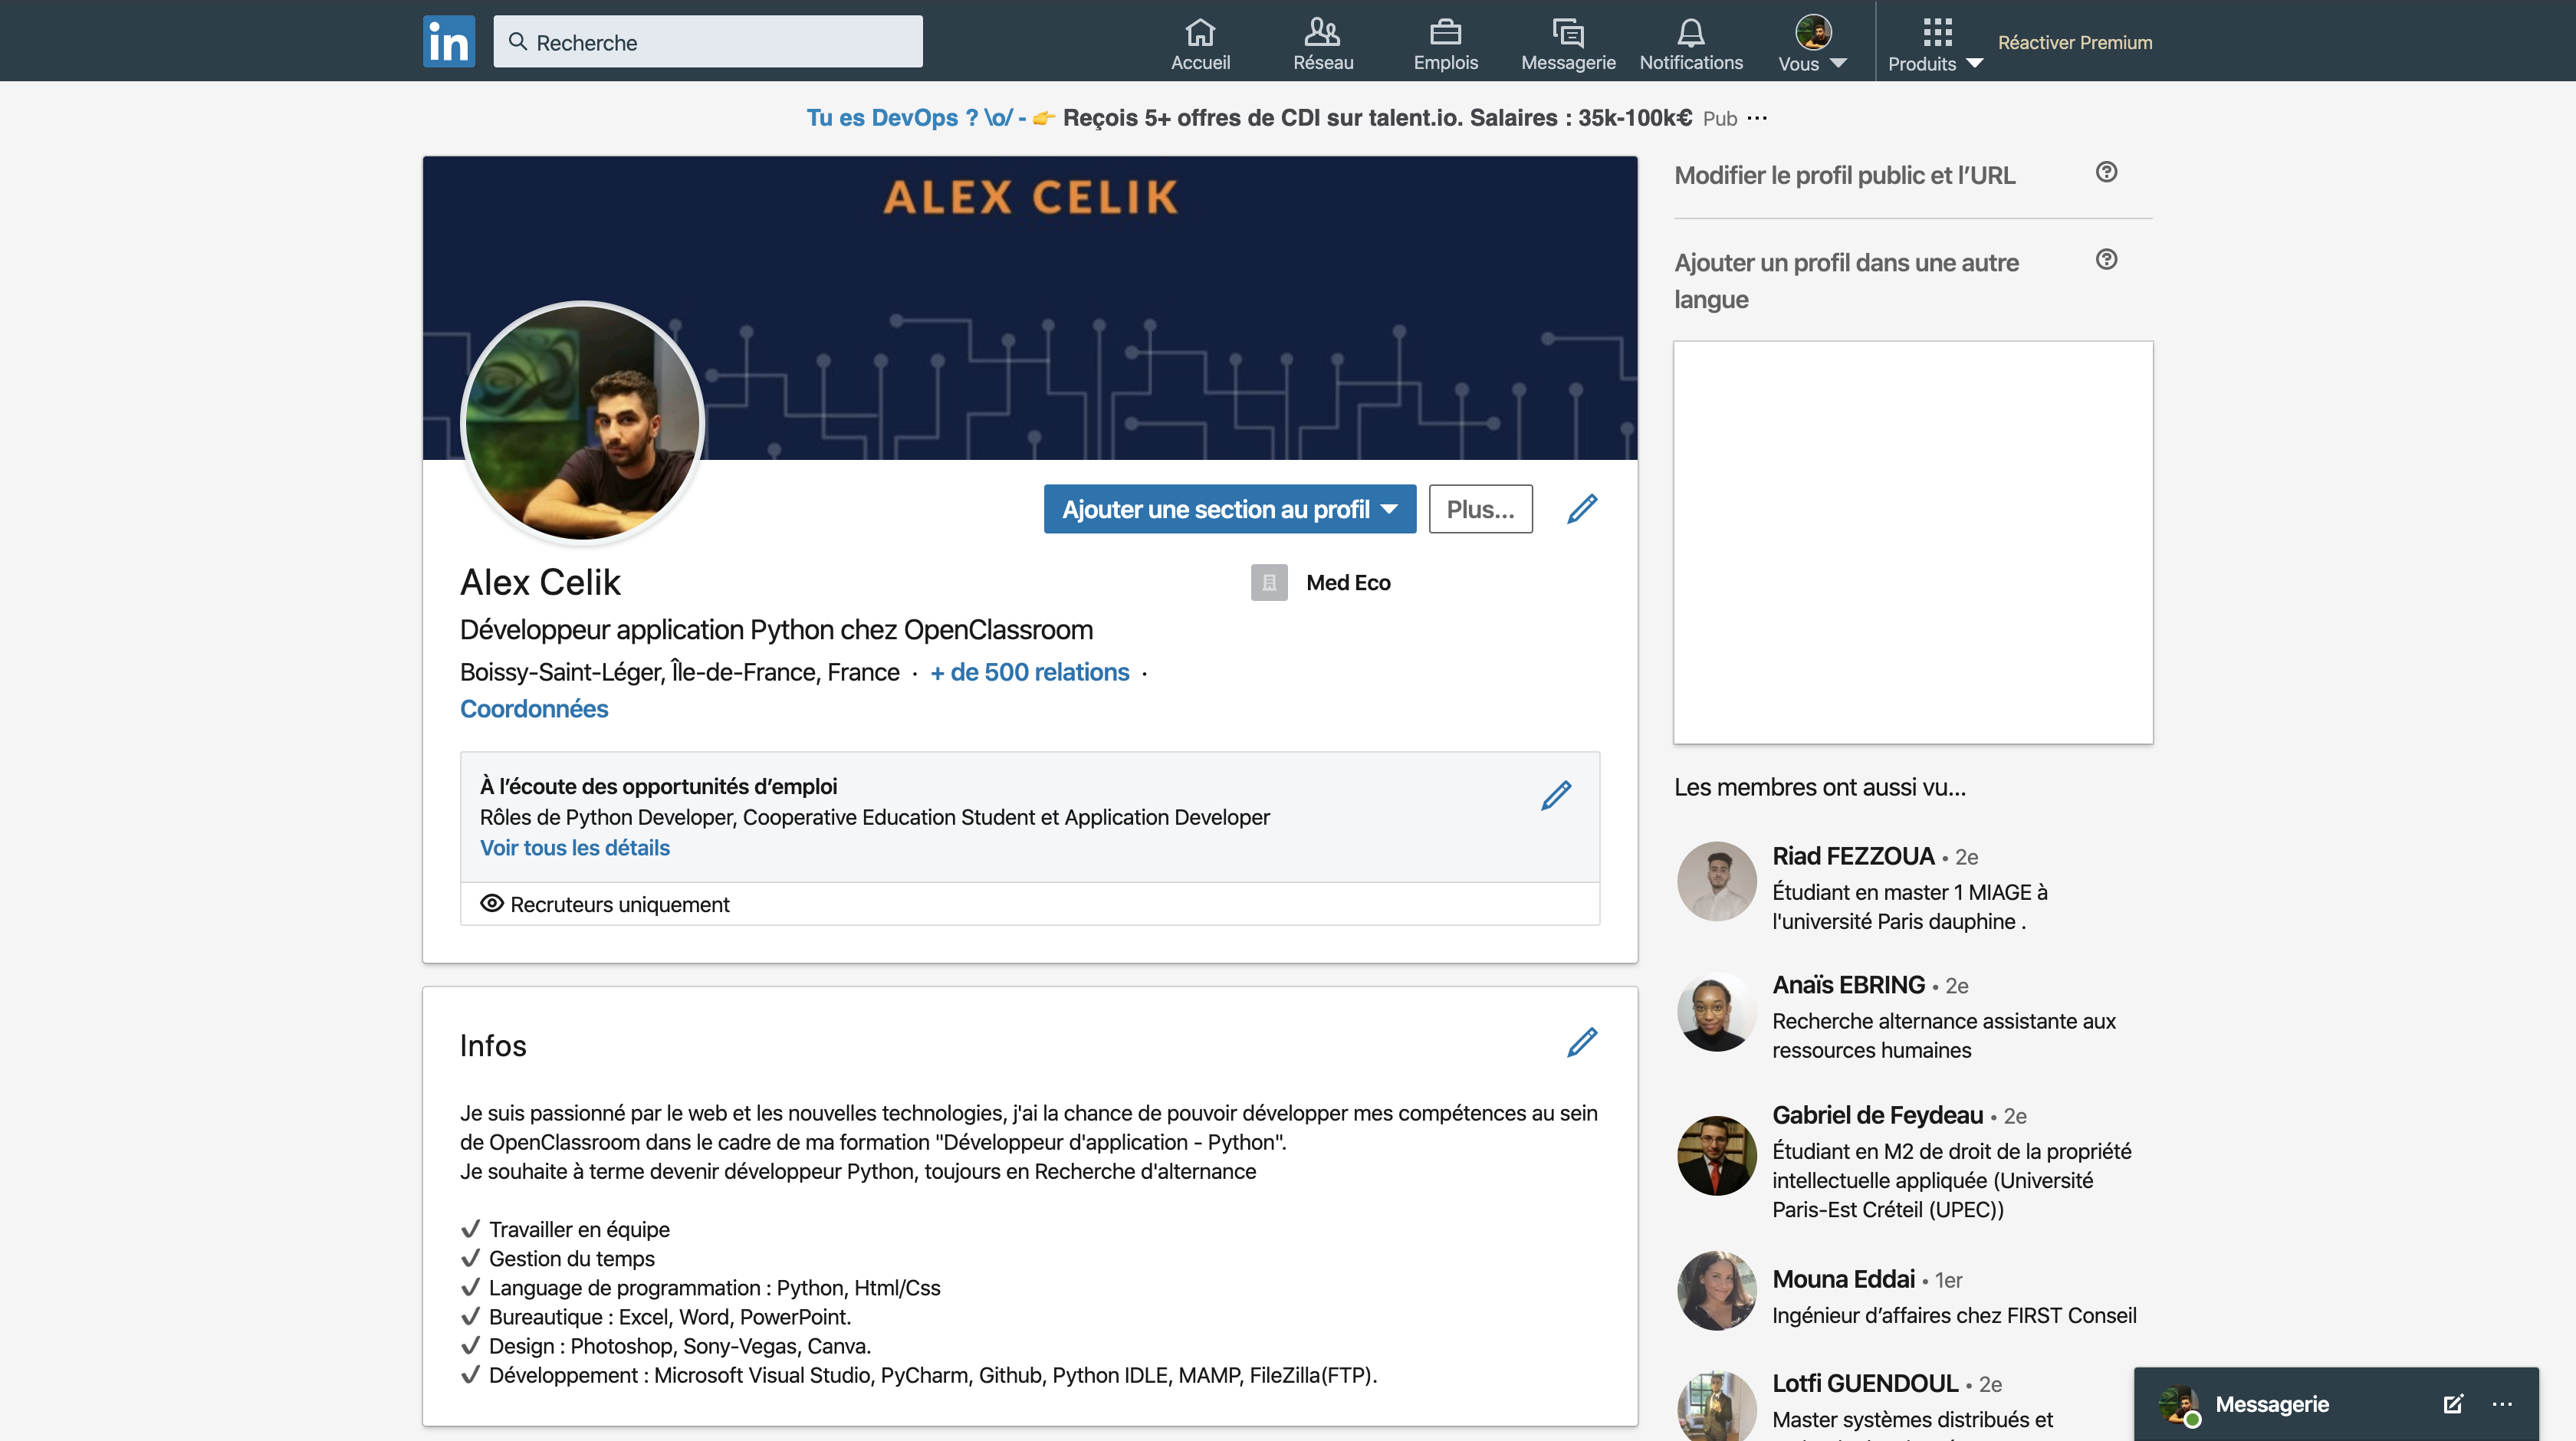 in
Recherche
Accueil
Réseau
Emplois
Messagerie
Notifications
Vous
Produits
Réactiver Premium
Tu es DevOps ? \o/ - 👉 Reçois 5+ offres de CDI sur talent.io. Salaires : 35k-100k€ Pub ···
ALEX CELIK
Ajouter une section au profil
Plus...
Alex Celik
Med Eco
Développeur application Python chez OpenClassroom
Boissy-Saint-Léger, Île-de-France, France · + de 500 relations ·
Coordonnées
À l’écoute des opportunités d’emploi
Rôles de Python Developer, Cooperative Education Student et Application Developer
Voir tous les détails
Recruteurs uniquement
Infos
Je suis passionné par le web et les nouvelles technologies, j'ai la chance de pouvoir développer mes compétences au sein
de OpenClassroom dans le cadre de ma formation "Développeur d'application - Python".
Je souhaite à terme devenir développeur Python, toujours en Recherche d'alternance
✓ Travailler en équipe
✓ Gestion du temps
✓ Language de programmation : Python, Html/Css
✓ Bureautique : Excel, Word, PowerPoint.
✓ Design : Photoshop, Sony-Vegas, Canva.
✓ Développement : Microsoft Visual Studio, PyCharm, Github, Python IDLE, MAMP, FileZilla(FTP).
Modifier le profil public et l’URL
Ajouter un profil dans une autre
langue
Les membres ont aussi vu...
Riad FEZZOUA • 2e
Étudiant en master 1 MIAGE à
l'université Paris dauphine .
Anaïs EBRING • 2e
Recherche alternance assistante aux
ressources humaines
Gabriel de Feydeau • 2e
Étudiant en M2 de droit de la propriété
intellectuelle appliquée (Université
Paris-Est Créteil (UPEC))
Mouna Eddai • 1er
Ingénieur d’affaires chez FIRST Conseil
Lotfi GUENDOUL • 2e
Master systèmes distribués et
Messagerie